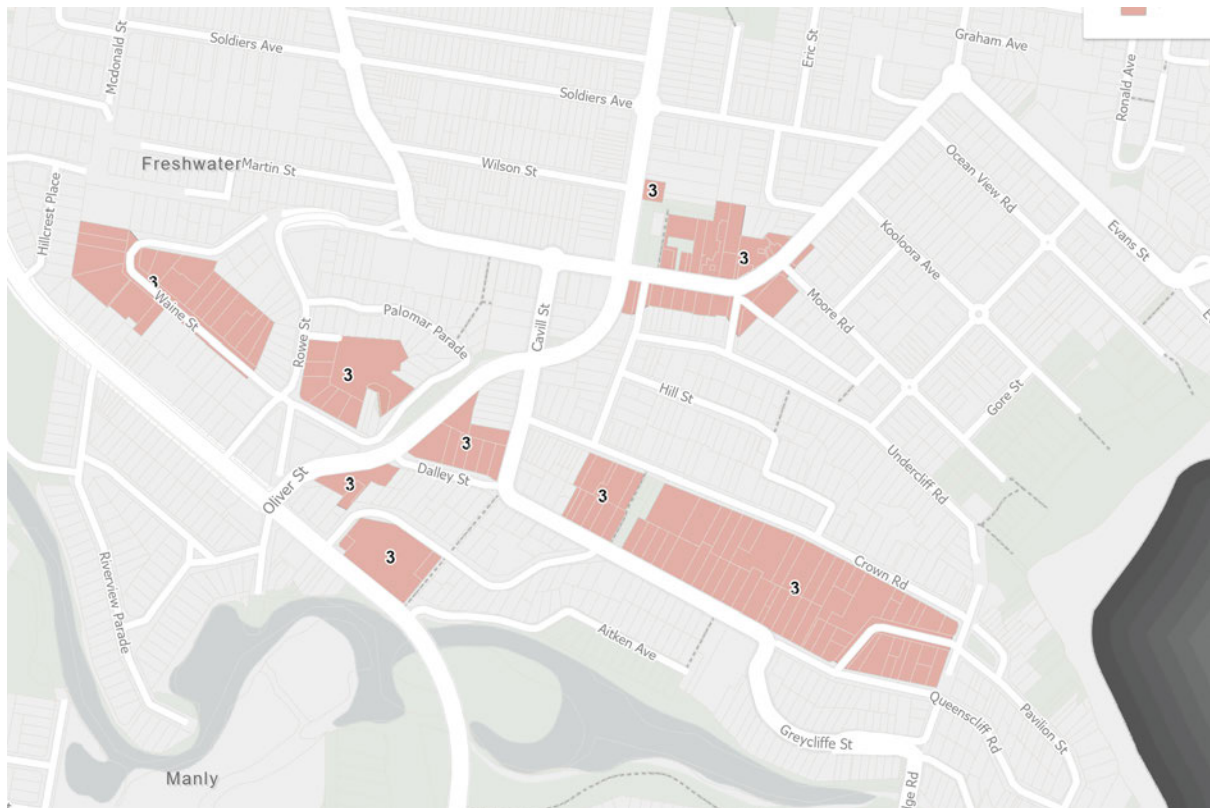 Mcdonald St
Soldiers Ave
Eric St
Graham Ave
Ronald Ave
Soldiers Ave
Freshwater
Martin St
Wilson St
Ocean View Rd
Hillcrest Place
3
Kooloora Ave
Evans St
3
3
Waine St
Palomar Parade
Moore Rd
Rowe St
Cavill St
3
Hill St
Gore St
3
Dalley St
Undercliff Rd
3
Oliver St
3
3
Crown Rd
3
Riverview Parade
Aitken Ave
Queenscliff Rd
Pavilion St
Greycliffe St
Manly